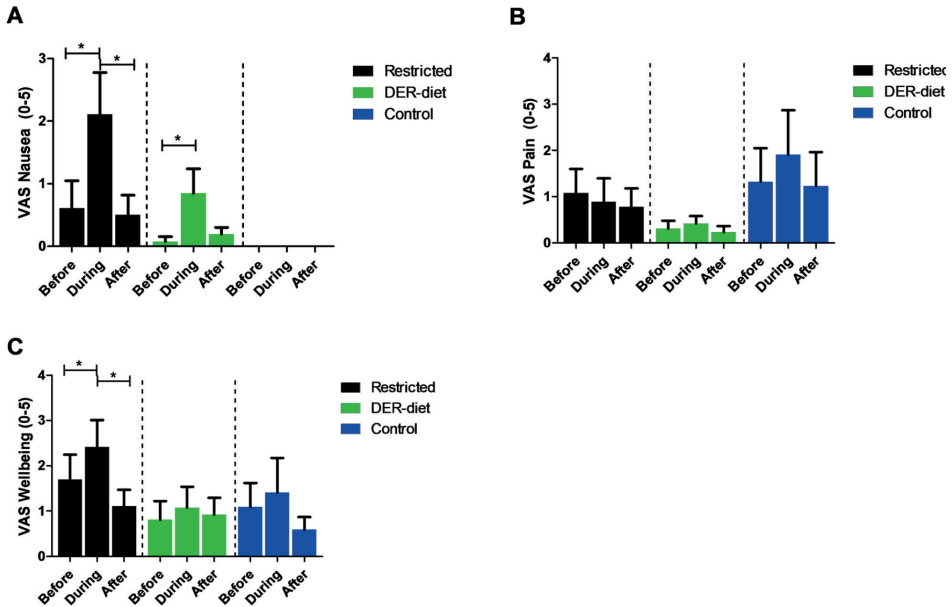 A
VAS Nausea (0-5)
3
2
1
0
*
*
*
Before
During
After
Before
During
After
Before
During
After
Restricted
DER-diet
Control
B
VAS Pain (0-5)
4
3
2
1
0
Before
During
After
Before
During
After
Before
During
After
Restricted
DER-diet
Control
C
VAS Wellbeing (0-5)
4
3
2
1
0
*
*
Before
During
After
Before
During
After
Before
During
After
Restricted
DER-diet
Control